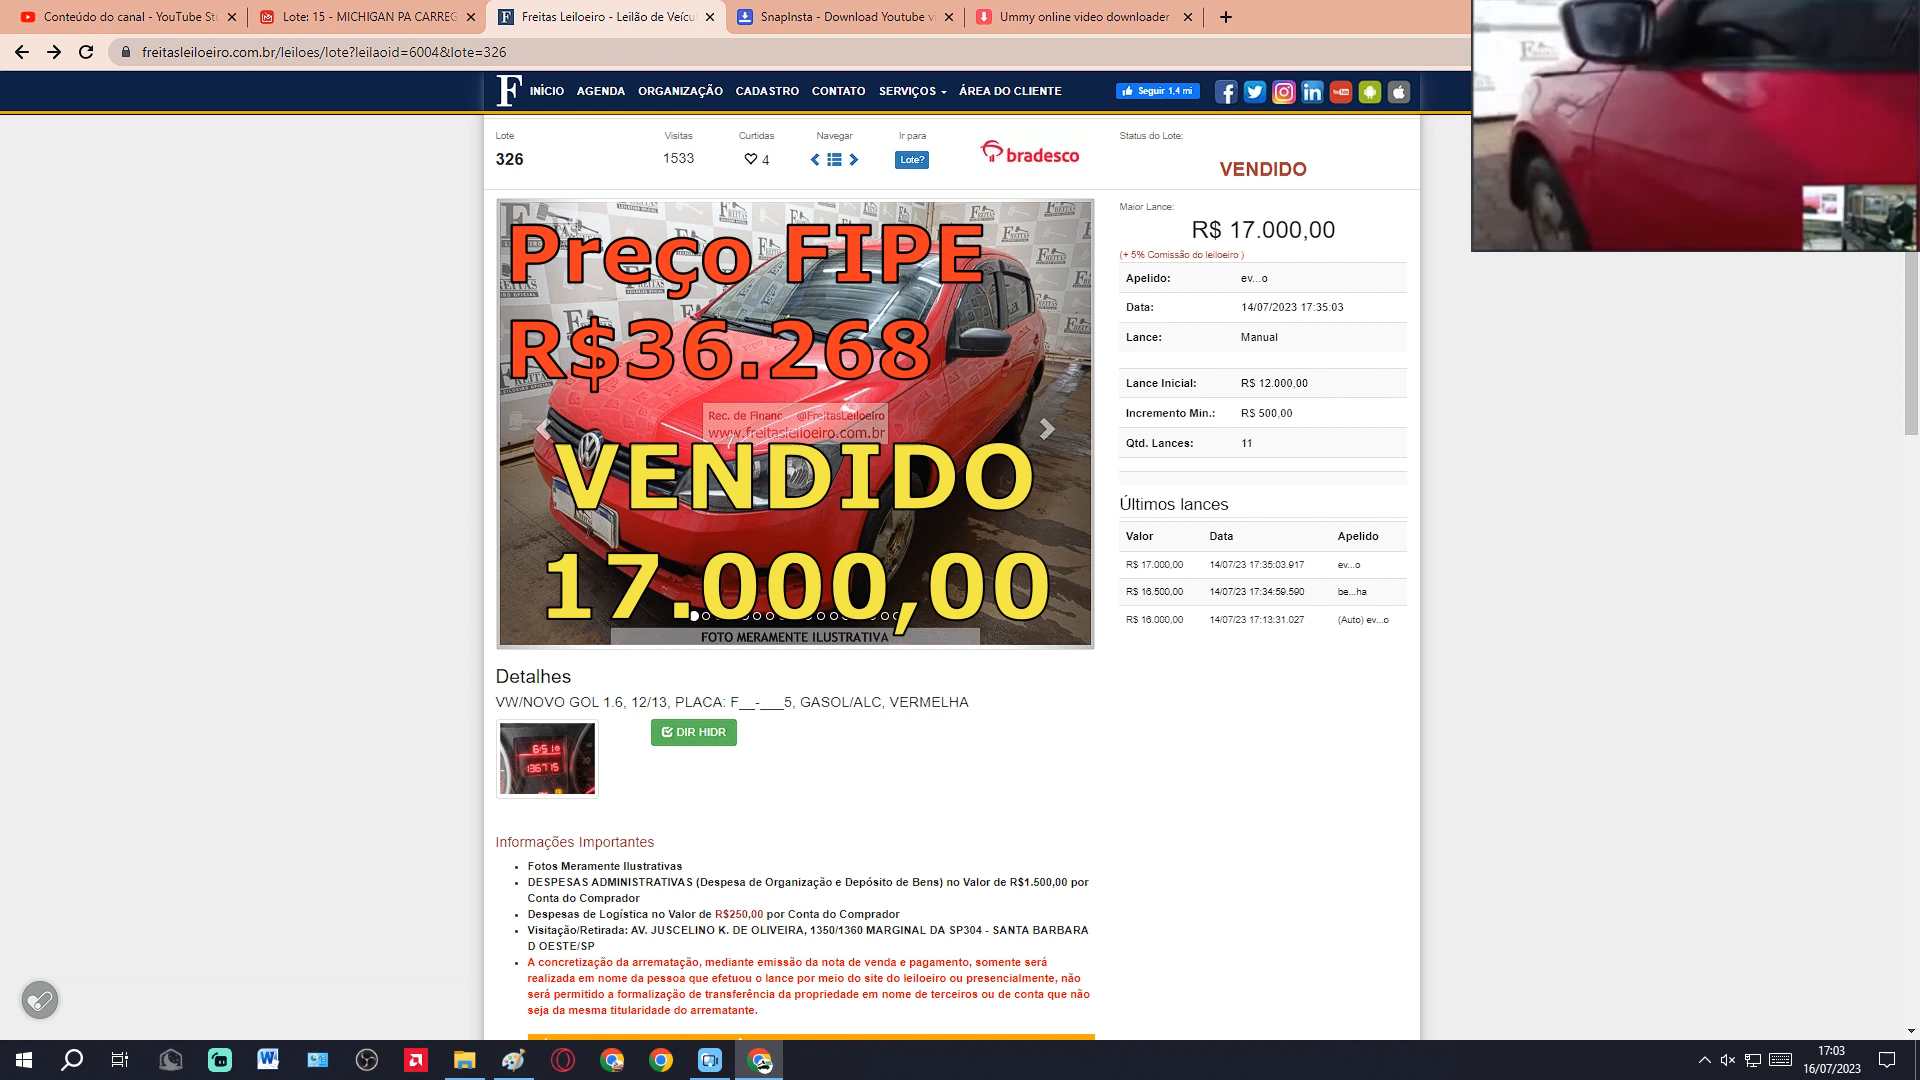 Conteúdo do canal - YouTube Stu
Lote: 15 - MICHIGAN PA CARREG
Freitas Leiloeiro - Leilão de Veícul
SnapInsta - Download Youtube vi
Ummy online video downloader
freitasleiloeiro.com.br/leiloes/lote?leilaoid=6004&lote=326
F INÍCIO AGENDA ORGANIZAÇÃO CADASTRO CONTATO SERVIÇOS ÁREA DO CLIENTE
Seguir 1,4 mi
Lote Visitas Curtidas Navegar Ir para
326 1533 4 Lote?
bradesco
Status do Lote:
VENDIDO
Preço FIPE
R$36.268
Rec. de Financ. @FreitasLeiloeiro
www.freitasleiloeiro.com.br
VENDIDO
17.000,00
FOTO MERAMENTE ILUSTRATIVA
Maior Lance:
R$ 17.000,00
(+ 5% Comissão do leiloeiro )
Apelido: ev...o
Data: 14/07/2023 17:35:03
Lance: Manual
Lance Inicial: R$ 12.000,00
Incremento Min.: R$ 500,00
Qtd. Lances: 11
Últimos lances
Valor Data Apelido
R$ 17.000,00 14/07/23 17:35:03.917 ev...o
R$ 16.500,00 14/07/23 17:34:59.590 be...ha
R$ 16.000,00 14/07/23 17:13:31.027 (Auto) ev...o
Detalhes
VW/NOVO GOL 1.6, 12/13, PLACA: F__-___5, GASOL/ALC, VERMELHA
136715
DIR HIDR
Informações Importantes
Fotos Meramente Ilustrativas
DESPESAS ADMINISTRATIVAS (Despesa de Organização e Depósito de Bens) no Valor de R$1.500,00 por
Conta do Comprador
Despesas de Logística no Valor de R$250,00 por Conta do Comprador
Visitação/Retirada: AV. JUSCELINO K. DE OLIVEIRA, 1350/1360 MARGINAL DA SP304 - SANTA BARBARA
D OESTE/SP
A concretização da arrematação, mediante emissão da nota de venda e pagamento, somente será
realizada em nome da pessoa que efetuou o lance por meio do site do leiloeiro ou presencialmente, não
será permitido a formalização de transferência da propriedade em nome de terceiros ou de conta que não
seja da mesma titularidade do arrematante.
17:03
16/07/2023